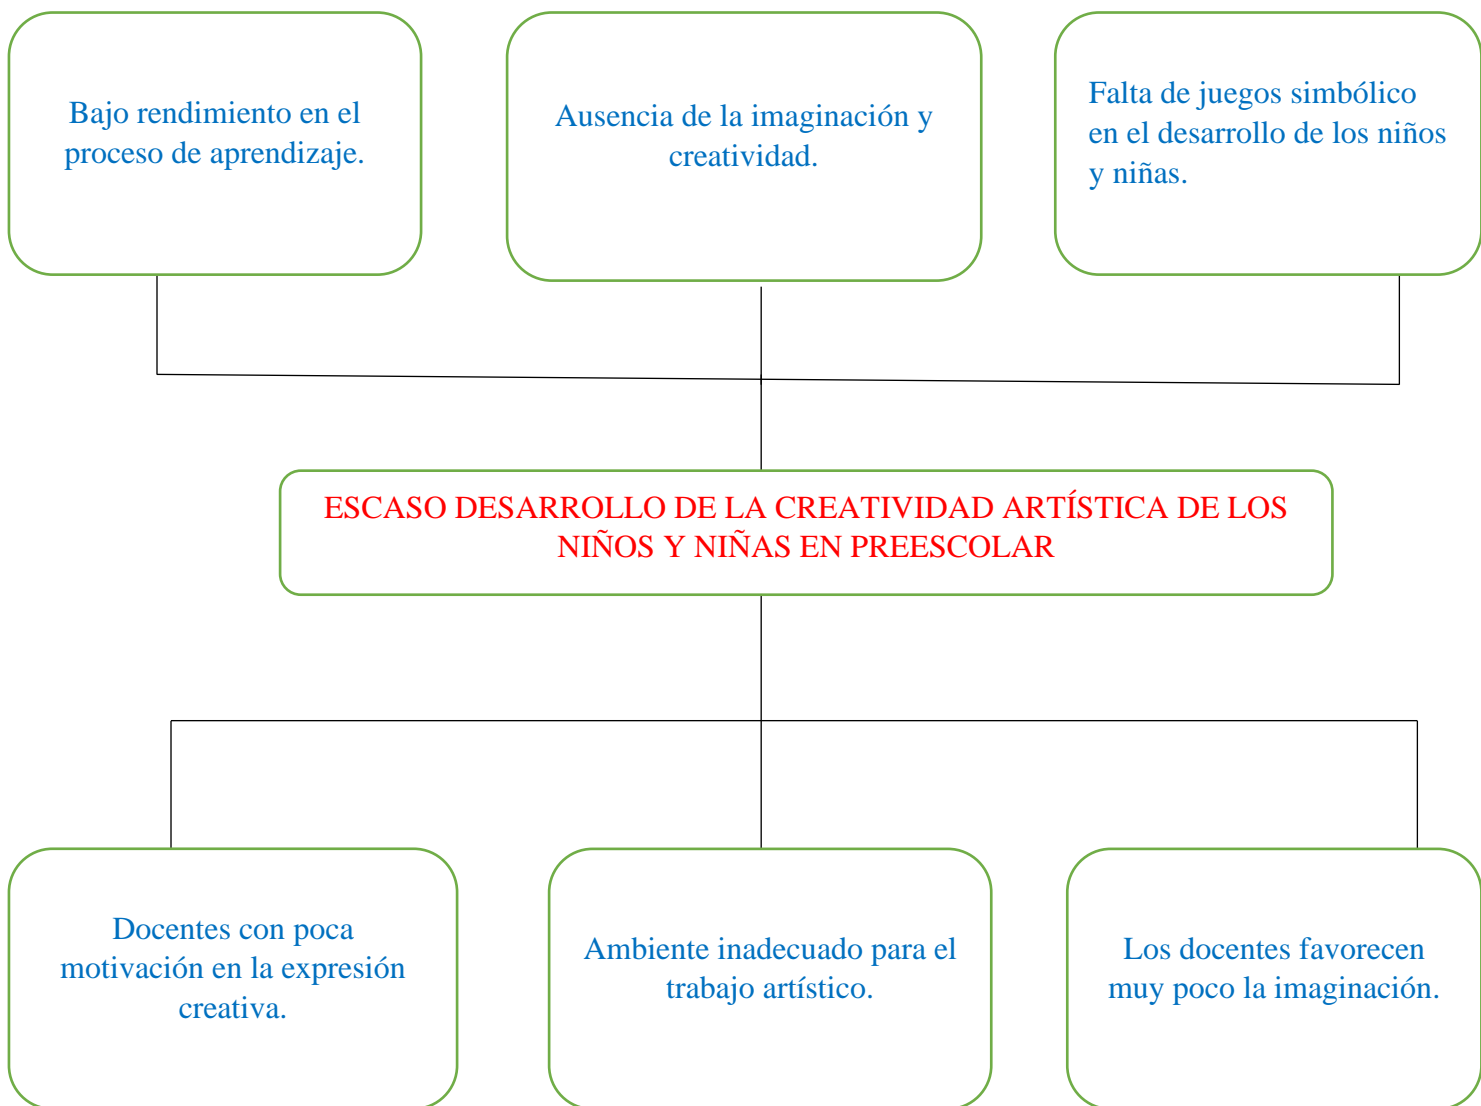 Bajo rendimiento en el
proceso de aprendizaje.
Ausencia de la imaginación y
creatividad.
Falta de juegos simbólico
en el desarrollo de los niños
y niñas.
ESCASO DESARROLLO DE LA CREATIVIDAD ARTÍSTICA DE LOS
NIÑOS Y NIÑAS EN PREESCOLAR
Docentes con poca
motivación en la expresión
creativa.
Ambiente inadecuado para el
trabajo artístico.
Los docentes favorecen
muy poco la imaginación.